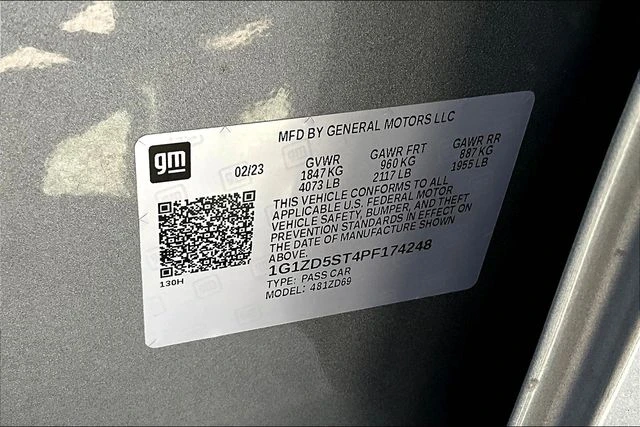 MFD BY GENERAL MOTORS LLC
gm
02/23
GVWR GAWR FRT GAWR RR
1847 KG 960 KG 887 KG
4073 LB 2117 LB 1955 LB
THIS VEHICLE CONFORMS TO ALL
APPLICABLE U.S. FEDERAL MOTOR
VEHICLE SAFETY, BUMPER, AND THEFT
PREVENTION STANDARDS IN EFFECT ON
THE DATE OF MANUFACTURE SHOWN
ABOVE.
1G1ZD5ST4PF174248
TYPE: PASS CAR
MODEL: 481ZD69
130H